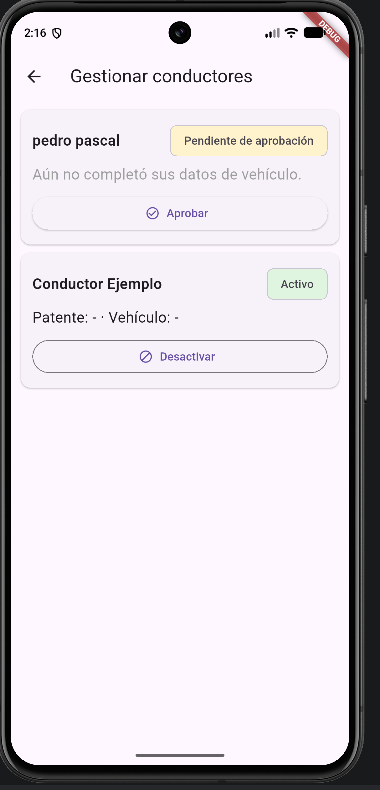 2:16
DEBUG
Gestionar conductores
pedro pascal
Pendiente de aprobación
Aún no completó sus datos de vehículo.
Aprobar
Conductor Ejemplo
Activo
Patente: - · Vehículo: -
Desactivar